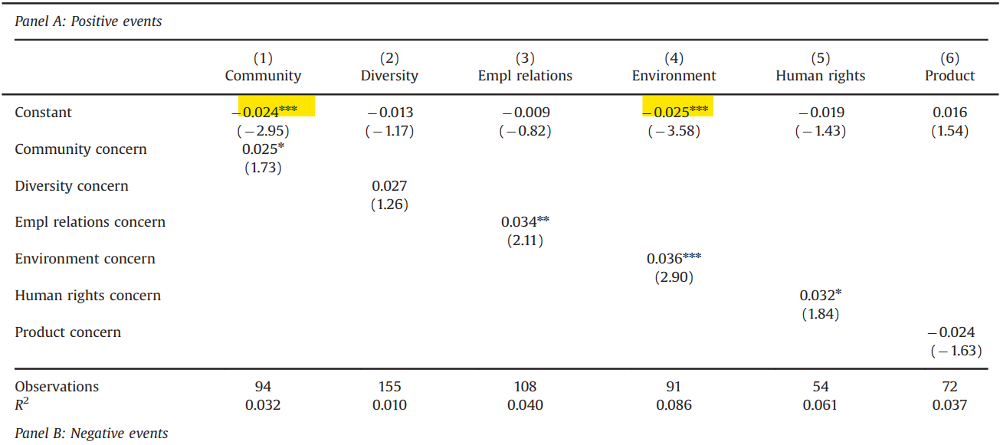 Panel A: Positive events
(1) (2) (3) (4) (5) (6)
Community Diversity Empl relations Environment Human rights Product
Constant −0.024*** −0.013 −0.009 −0.025*** −0.019 0.016
(−2.95) (−1.17) (−0.82) (−3.58) (−1.43) (1.54)
Community concern 0.025*
(1.73)
Diversity concern 0.027
(1.26)
Empl relations concern 0.034**
(2.11)
Environment concern 0.036***
(2.90)
Human rights concern 0.032*
(1.84)
Product concern −0.024
(−1.63)
Observations 94 155 108 91 54 72
R² 0.032 0.010 0.040 0.086 0.061 0.037
Panel B: Negative events